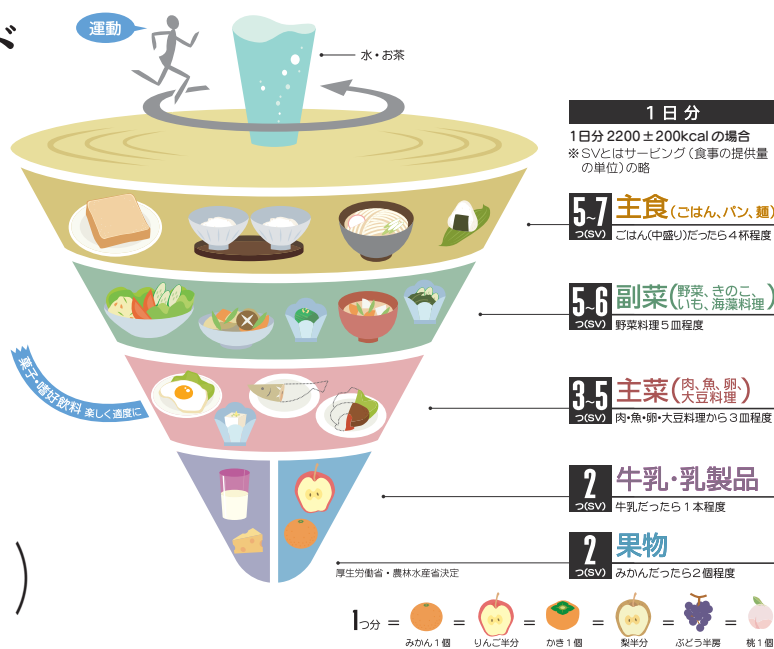 ド
運動
水・お茶
1日分
1日分 2200±200kcalの場合
※SVとはサービング(食事の提供量
の単位)の略
5~7
つ(SV)
主食(ごはん、パン、麺)
ごはん(中盛り)だったら4杯程度
5~6
つ(SV)
副菜(野菜、きのこ、
いも、海藻料理)
野菜料理5皿程度
菓子・嗜好飲料 楽しく適度に
3~5
つ(SV)
主菜(肉、魚、卵、
大豆料理)
肉・魚・卵・大豆料理から3皿程度
2
つ(SV)
牛乳・乳製品
牛乳だったら1本程度
2
つ(SV)
果物
みかんだったら2個程度
厚生労働省・農林水産省決定
)
1つ分 = = = = = =
みかん1個 りんご半分 かき1個 梨半分 ぶどう半房 桃1個